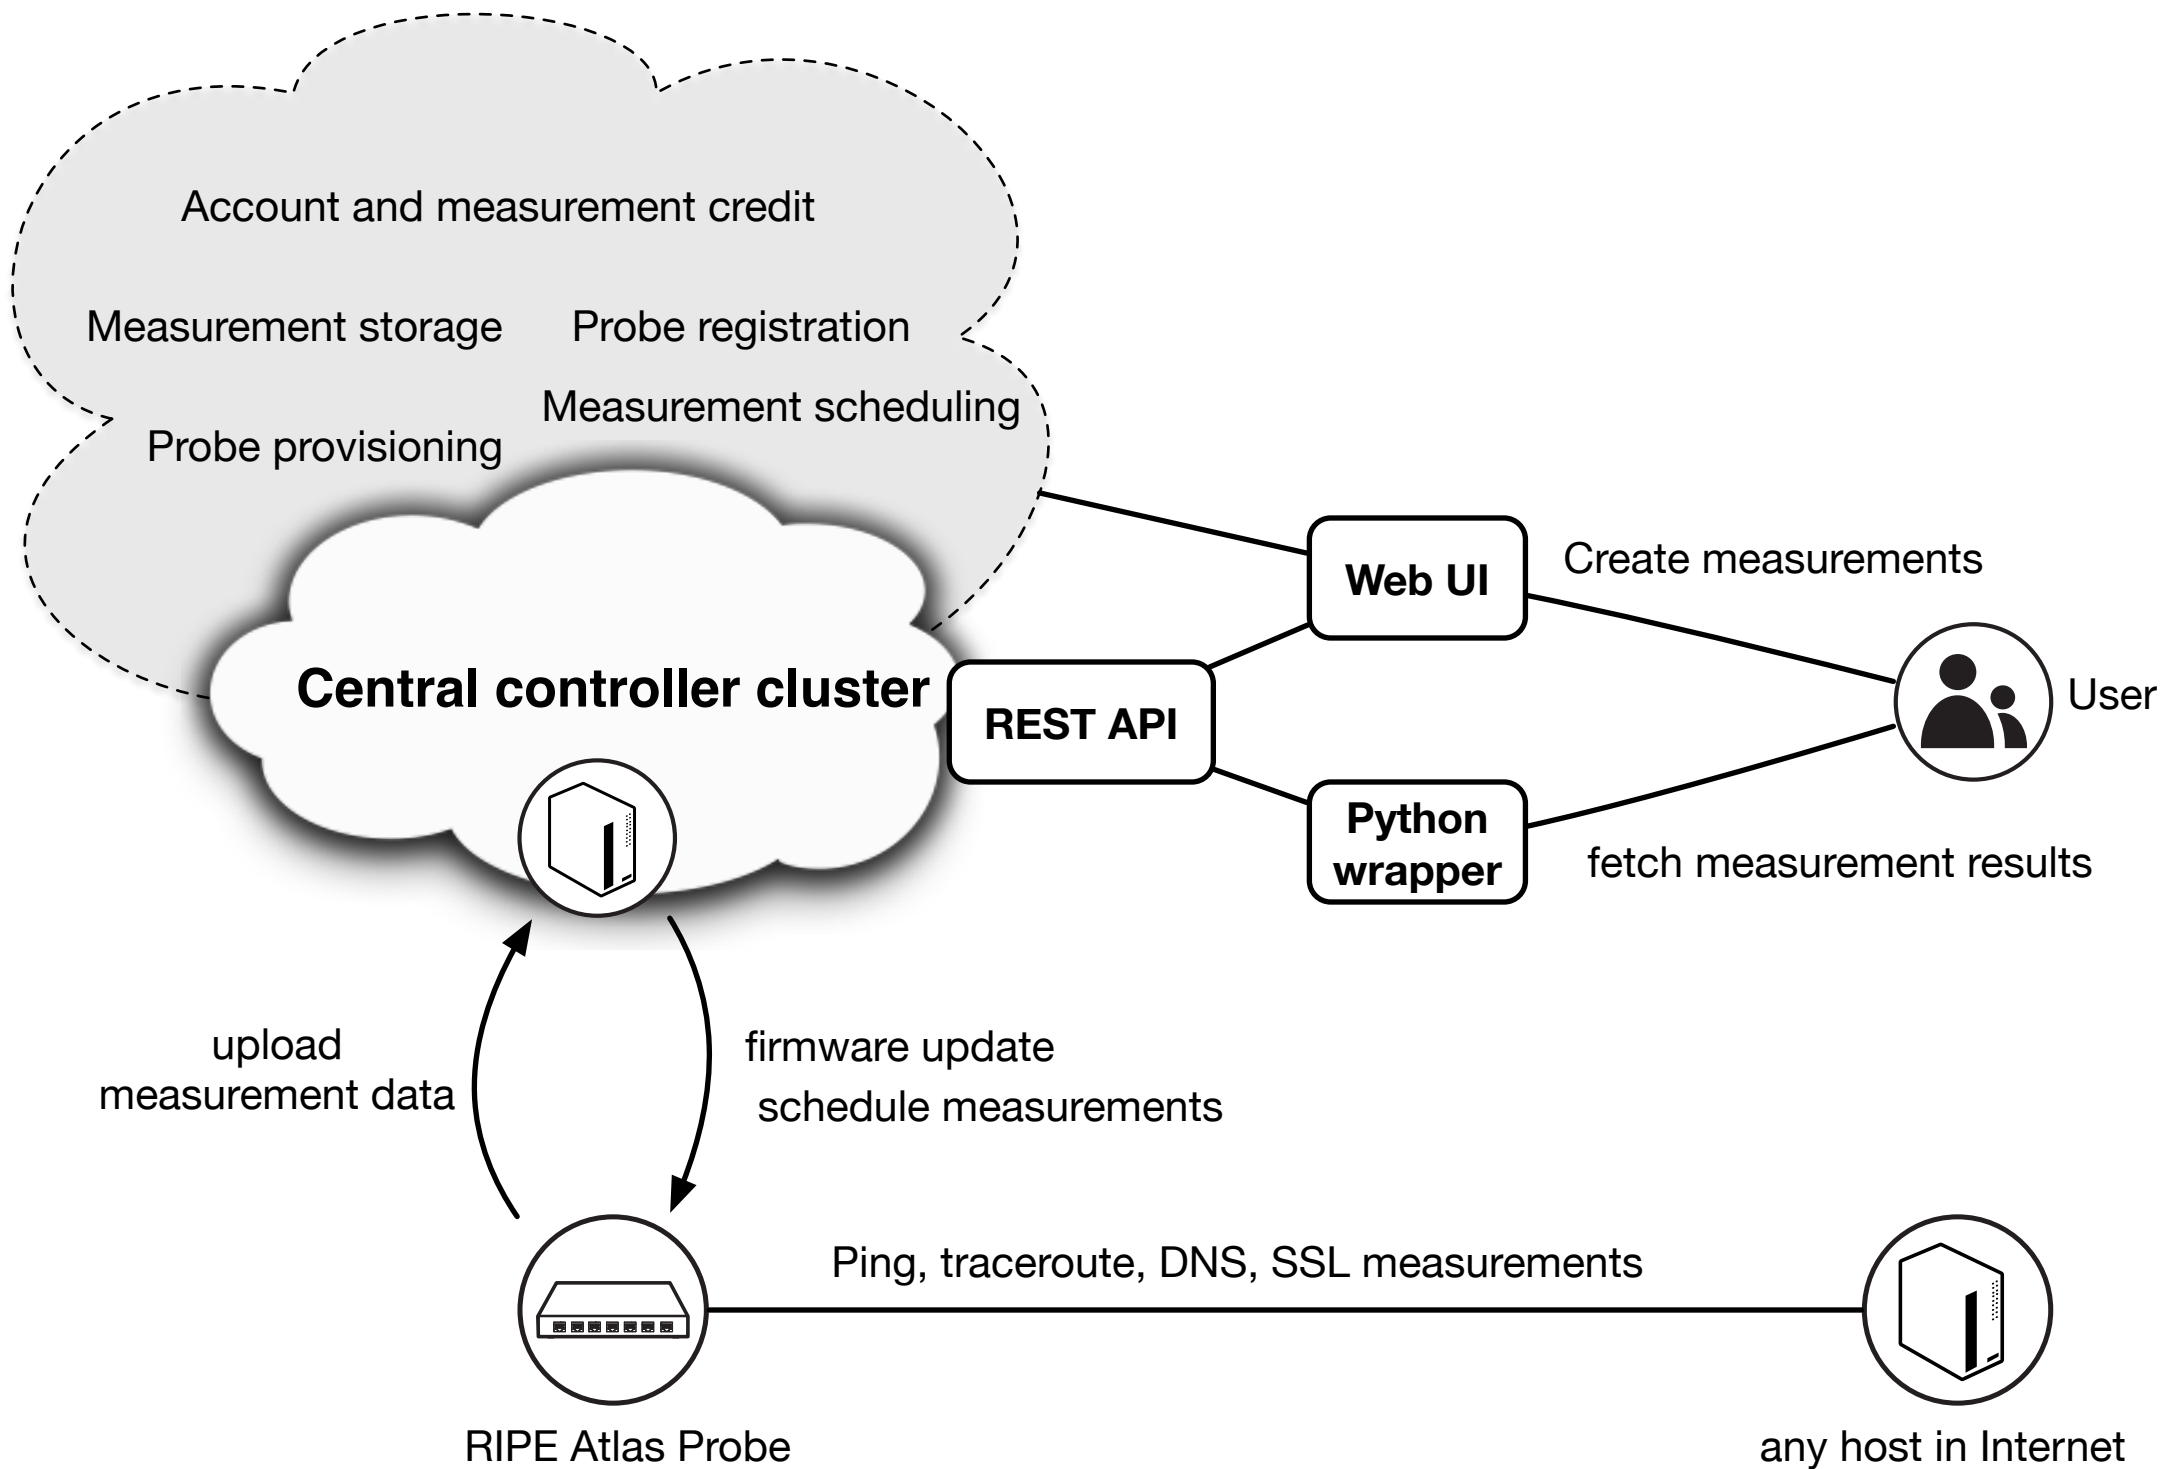 Account and measurement credit
Measurement storage
Probe registration
Measurement scheduling
Probe provisioning
Central controller cluster
REST API
Web UI
Create measurements
User
Python
wrapper
fetch measurement results
upload
measurement data
firmware update
schedule measurements
Ping, traceroute, DNS, SSL measurements
RIPE Atlas Probe
any host in Internet